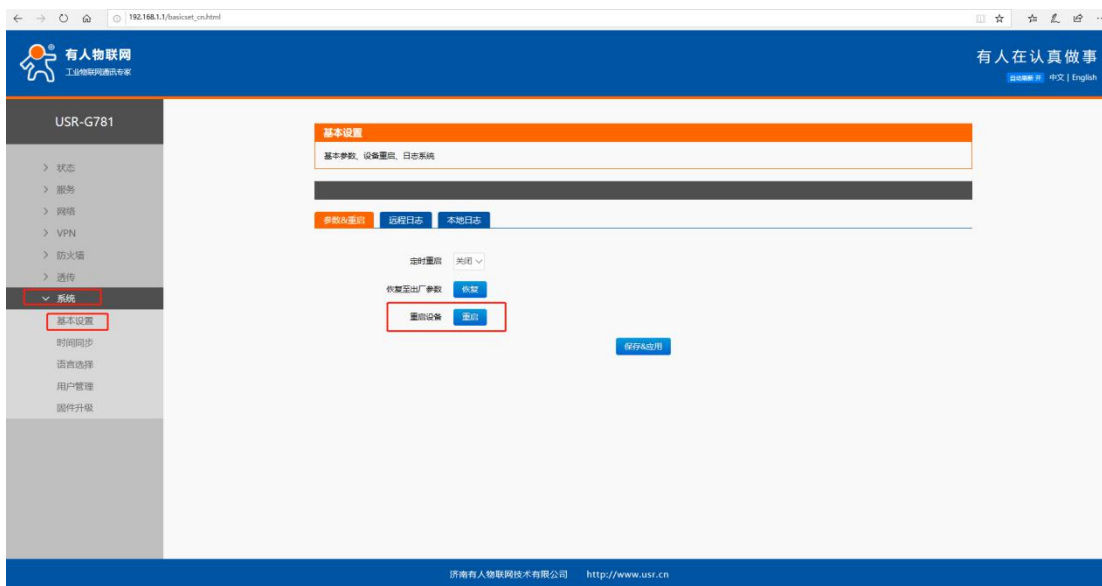 192.168.1.1/basicset_cn.html
有人物联网
工业物联网通讯专家
有人在认真做事
自动刷新 开 中文 | English
USR-G781
状态
服务
网络
VPN
防火墙
透传
系统
基本设置
时间同步
语言选择
用户管理
固件升级
基本设置
基本参数、设备重启、日志系统
参数&重启 远程日志 本地日志
定时重启 关闭
恢复至出厂参数 恢复
重启设备 重启
保存&应用
济南有人物联网技术有限公司 http://www.usr.cn